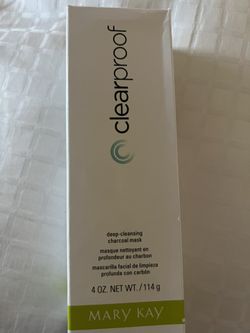 clearproof
deep-cleansing
charcoal mask
masque nettoyant en
profondeur au charbon
mascarilla facial de limpieza
profunda con carbón
4 OZ. NET WT. / 114 g
MARY KAY